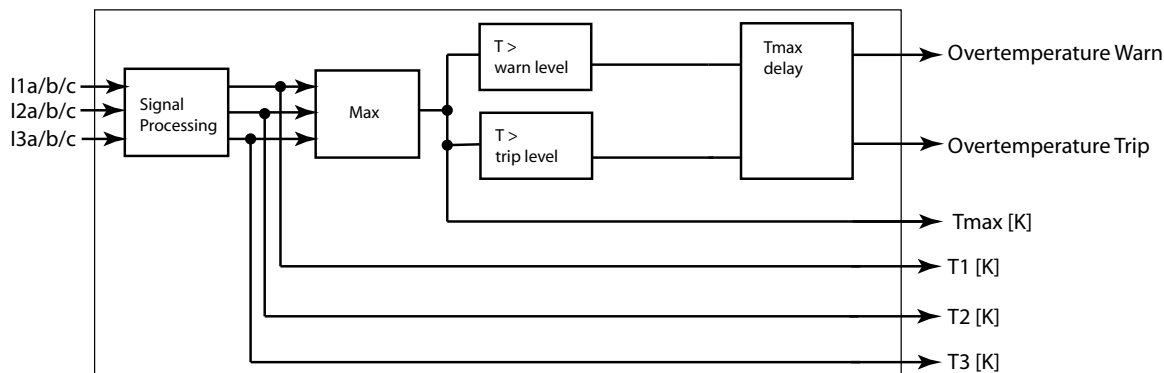 I1a/b/c
I2a/b/c
I3a/b/c
Signal
Processing
Max
T >
warn level
T >
trip level
Tmax
delay
Overtemperature Warn
Overtemperature Trip
Tmax [K]
T1 [K]
T2 [K]
T3 [K]